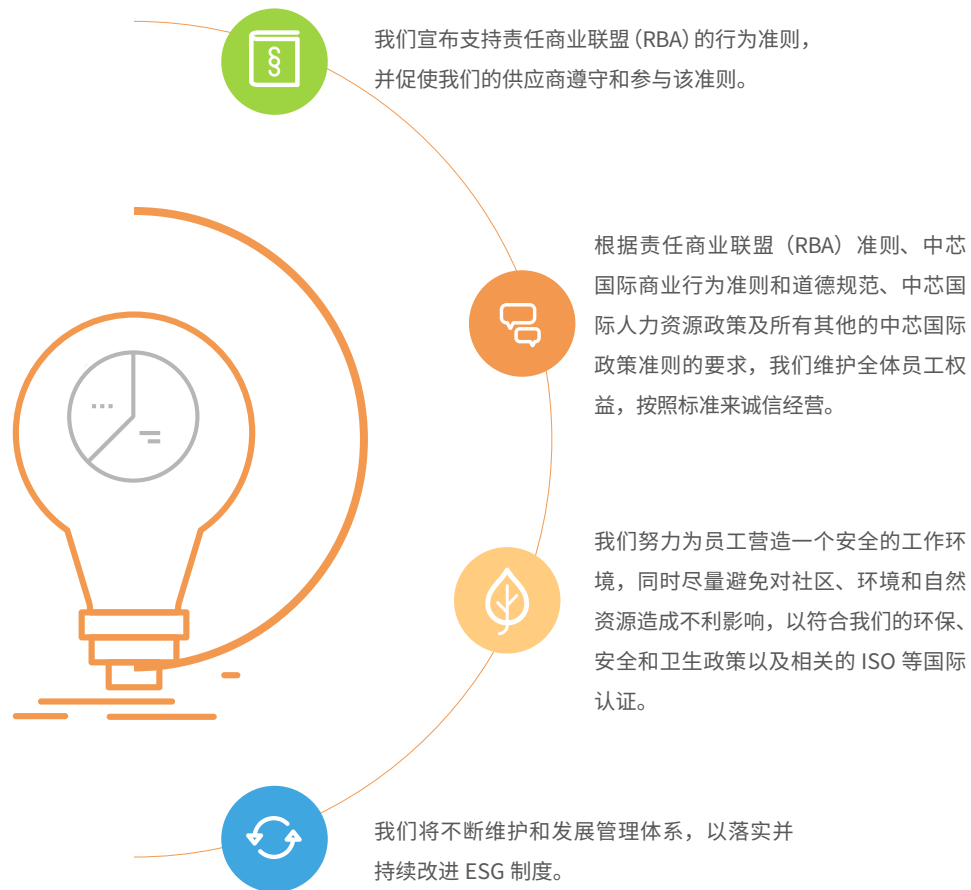 §
我们宣布支持责任商业联盟（RBA）的行为准则，
并促使我们的供应商遵守和参与该准则。
根据责任商业联盟（RBA）准则、中芯
国际商业行为准则和道德规范、中芯国
际人力资源政策及所有其他的中芯国际
政策准则的要求，我们维护全体员工权
益，按照标准来诚信经营。
我们努力为员工营造一个安全的工作环
境，同时尽量避免对社区、环境和自然
资源造成不利影响，以符合我们的环保、
安全和卫生政策以及相关的 ISO 等国际
认证。
我们将不断维护和发展管理体系，以落实并
持续改进 ESG 制度。